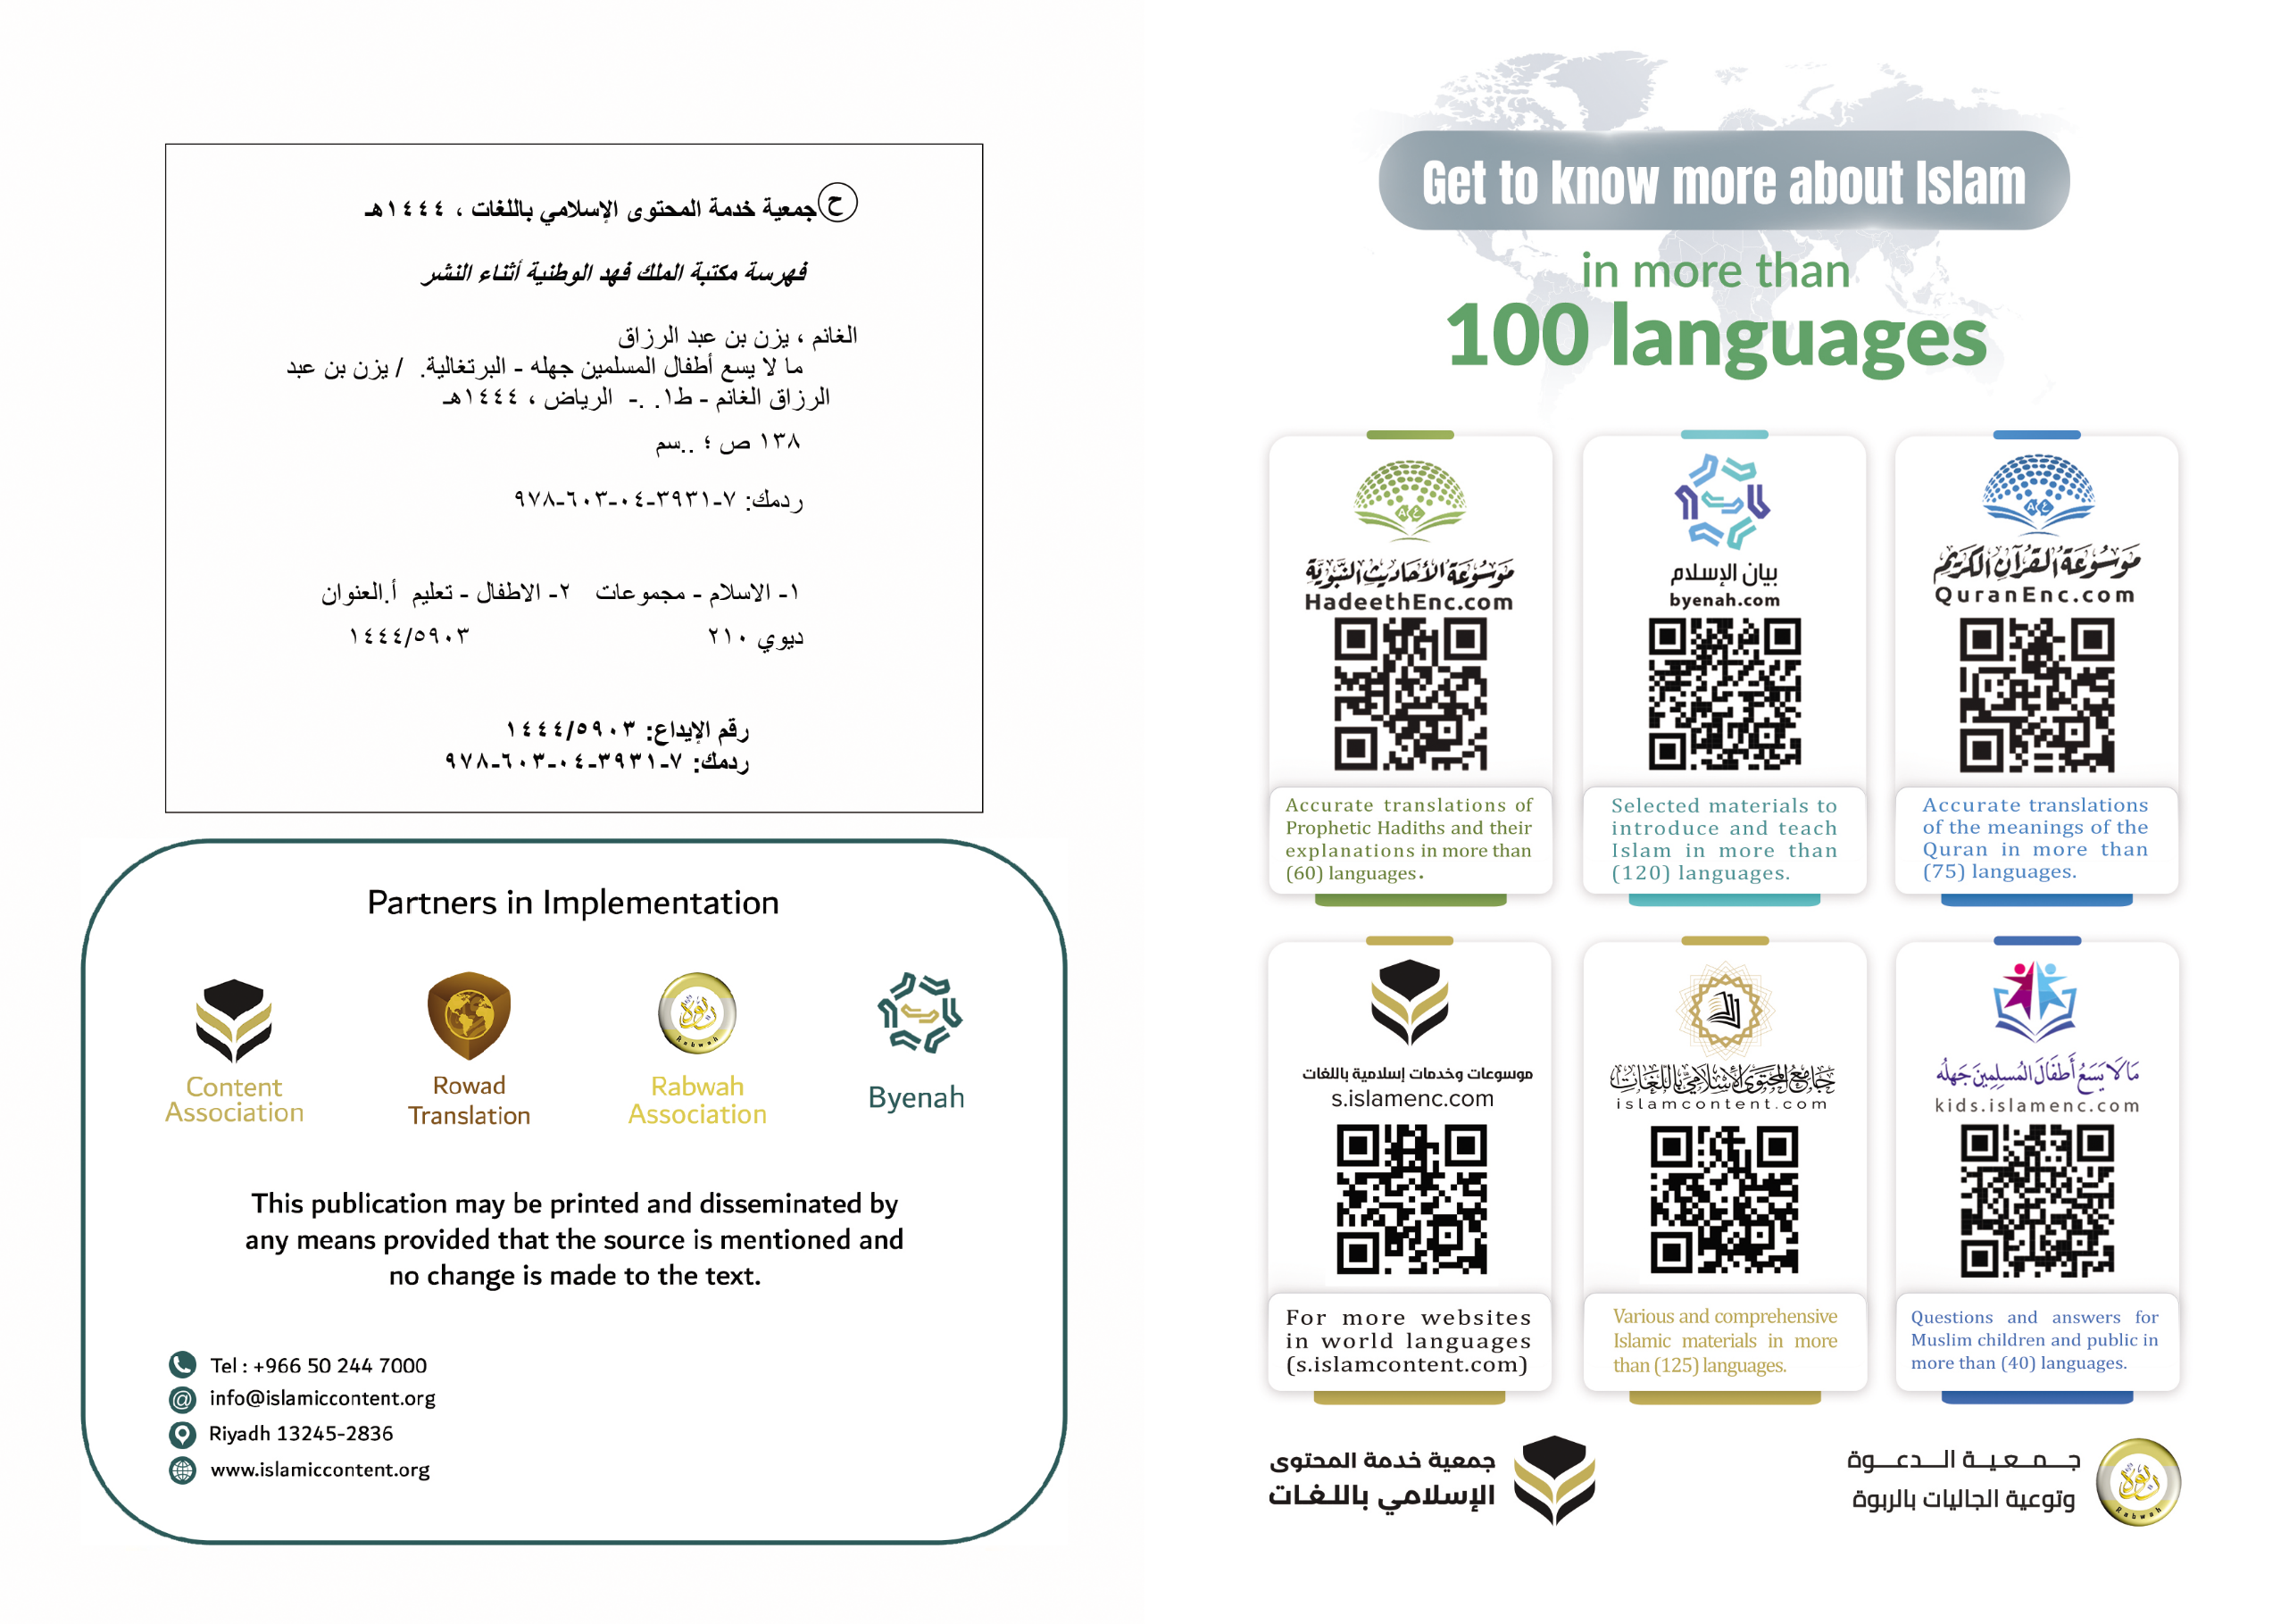 ح جمعية خدمة المحتوى الإسلامي باللغات ، ١٤٤٤هـ
فهرسة مكتبة الملك فهد الوطنية أثناء النشر
الغانم ، يزن بن عبد الرزاق
ما لا يسع أطفال المسلمين جهله - البرتغالية. / يزن بن عبد
الرزاق الغانم - ط١. .- الرياض ، ١٤٤٤هـ
١٣٨ ص ؛ ..سم
ردمك: ٧-٣٩٣١-٠٤-٦٠٣-٩٧٨
١- الاسلام - مجموعات ٢- الاطفال - تعليم أ.العنوان
ديوي ٢١٠ ١٤٤٤/٥٩٠٣
رقم الإيداع: ١٤٤٤/٥٩٠٣
ردمك: ٧-٣٩٣١-٠٤-٦٠٣-٩٧٨
Partners in Implementation
Content
Association
Rowad
Translation
Rabwah
Rabwah
Association
Byenah
This publication may be printed and disseminated by
any means provided that the source is mentioned and
no change is made to the text.
Tel : +966 50 244 7000
info@islamiccontent.org
Riyadh 13245-2836
www.islamiccontent.org
Get to know more about Islam
in more than
100 languages
موسوعة الأحاديث النبوية
HadeethEnc.com
Accurate translations of
Prophetic Hadiths and their
explanations in more than
(60) languages.
بيان الإسلام
byenah.com
Selected materials to
introduce and teach
Islam in more than
(120) languages.
موسوعة القرآن الكريم
QuranEnc.com
Accurate translations
of the meanings of the
Quran in more than
(75) languages.
موسوعات وخدمات إسلامية باللغات
s.islamenc.com
For more websites
in world languages
(s.islamcontent.com)
جامع المحتوى الإسلامي باللغات
islamcontent.com
Various and comprehensive
Islamic materials in more
than (125) languages.
مَا لَا يَسَعُ أَطْفَالَ المُسْلِمِينَ جَهْلُهُ
kids.islamenc.com
Questions and answers for
Muslim children and public in
more than (40) languages.
جمعية خدمة المحتوى
الإسلامي باللغات
جـمـعـيـة الـدعـوة
وتوعية الجاليات بالربوة
Rabwah